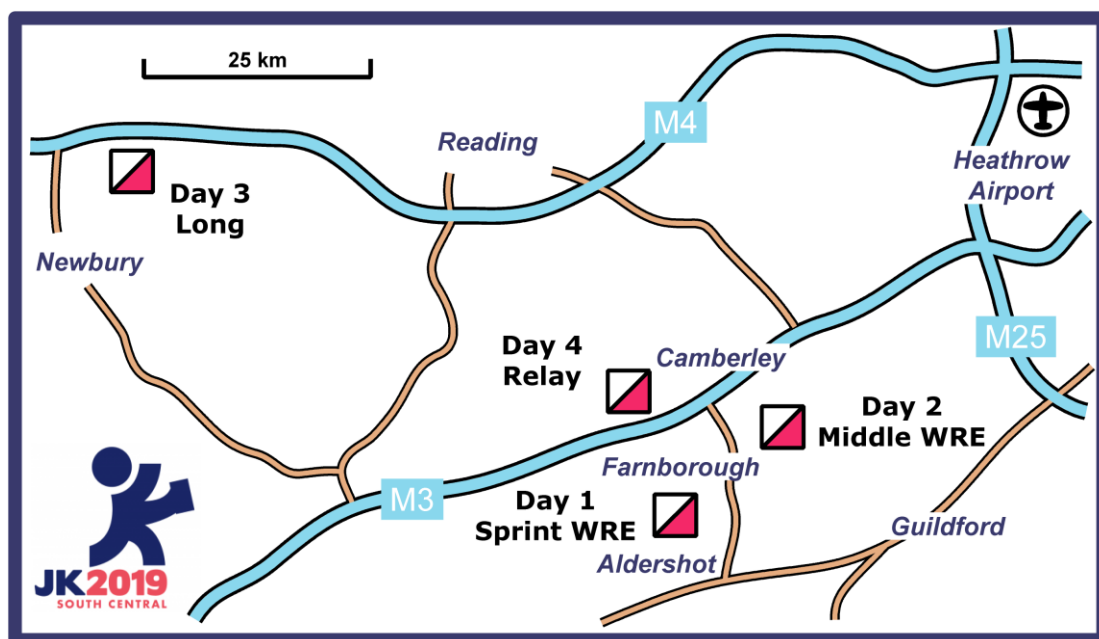 25 km
M4
Reading
Heathrow
Airport
Day 3
Long
Newbury
M25
Day 4
Relay
Camberley
Day 2
Middle WRE
Farnborough
M3
Day 1
Sprint WRE
Guildford
Aldershot
JK2019
SOUTH CENTRAL